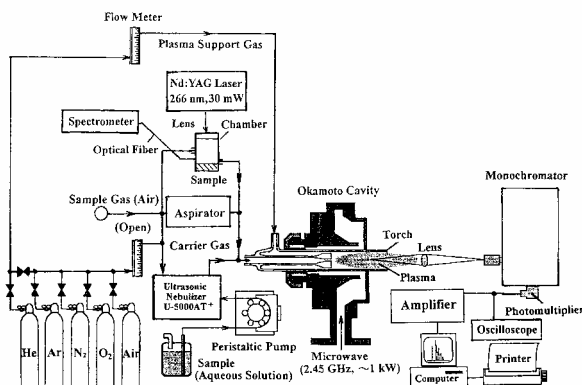 Flow Meter
Plasma Support Gas
Nd:YAG Laser
266 nm,30 mW
Spectrometer
Lens
Chamber
Optical Fiber
Sample
Sample Gas (Air)
(Open)
Aspirator
Carrier Gas
Okamoto Cavity
Monochromator
Torch
Lens
Plasma
Ultrasonic
Nebulizer
U-5000AT+
Peristaltic Pump
Sample
(Aqueous Solution)
Microwave
(2.45 GHz, ~1 kW)
Amplifier
Photomultiplier
Oscilloscope
Printer
Computer
He
Ar
N2
O2
Air